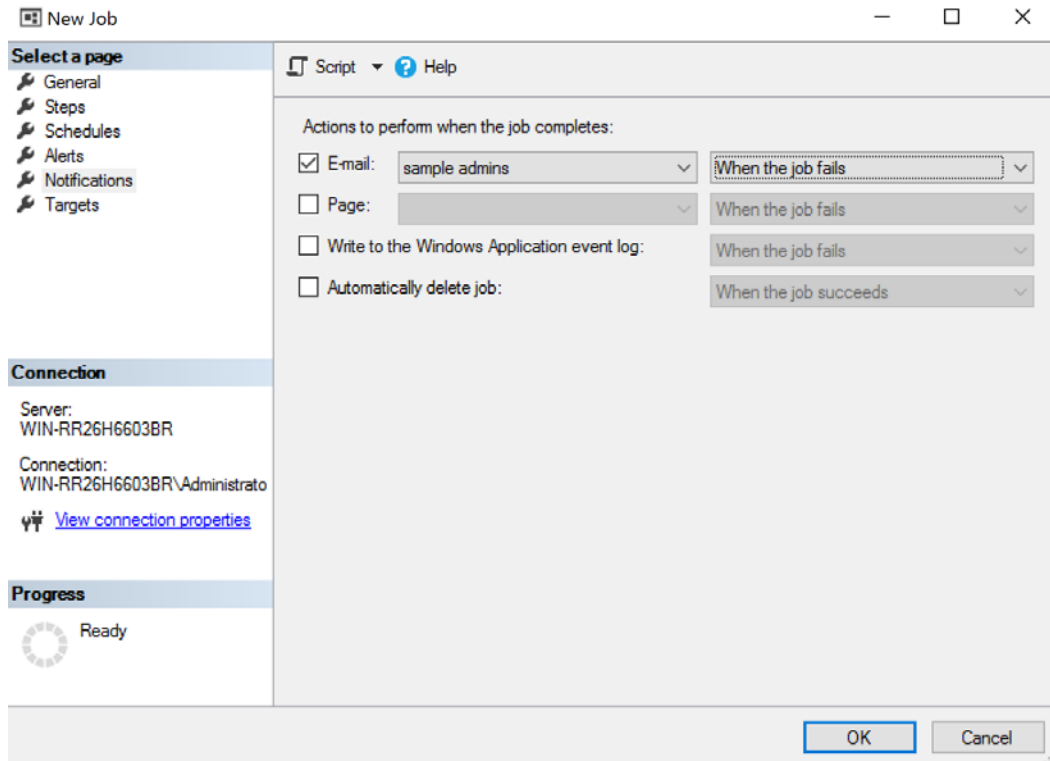 New Job
Select a page
General
Steps
Schedules
Alerts
Notifications
Targets
Script Help
Actions to perform when the job completes:
E-mail: sample admins When the job fails
Page: When the job fails
Write to the Windows Application event log: When the job fails
Automatically delete job: When the job succeeds
Connection
Server:
WIN-RR26H6603BR
Connection:
WIN-RR26H6603BR\Administrato
View connection properties
Progress
Ready
OK Cancel